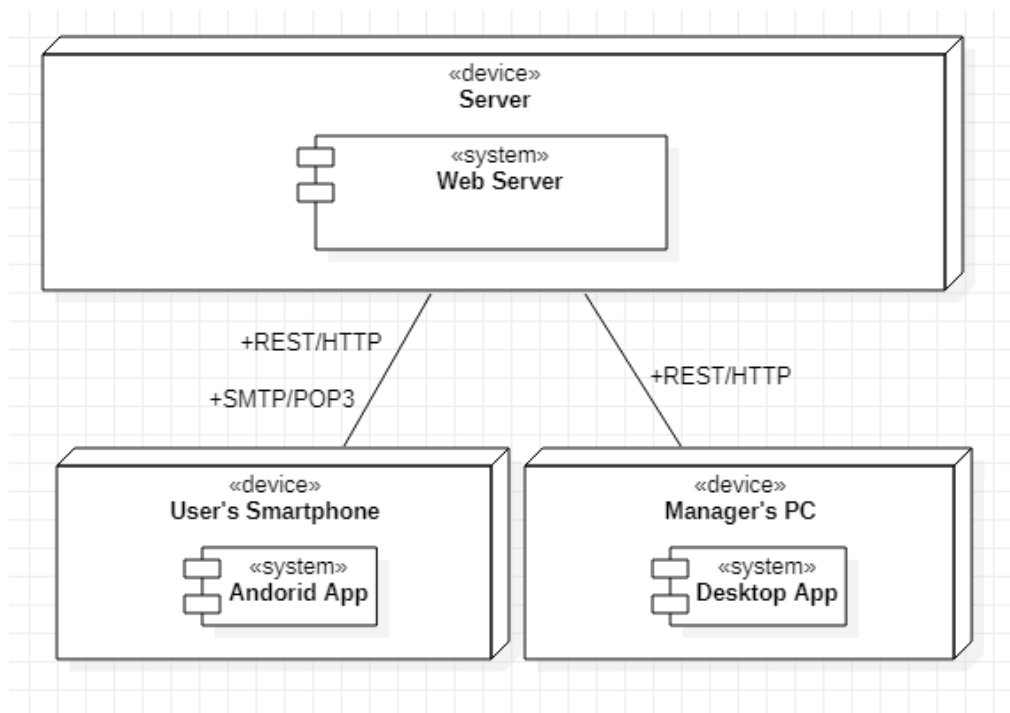 «device»
Server
«system»
Web Server
+REST/HTTP
+SMTP/POP3
+REST/HTTP
«device»
User's Smartphone
«system»
Andorid App
«device»
Manager's PC
«system»
Desktop App